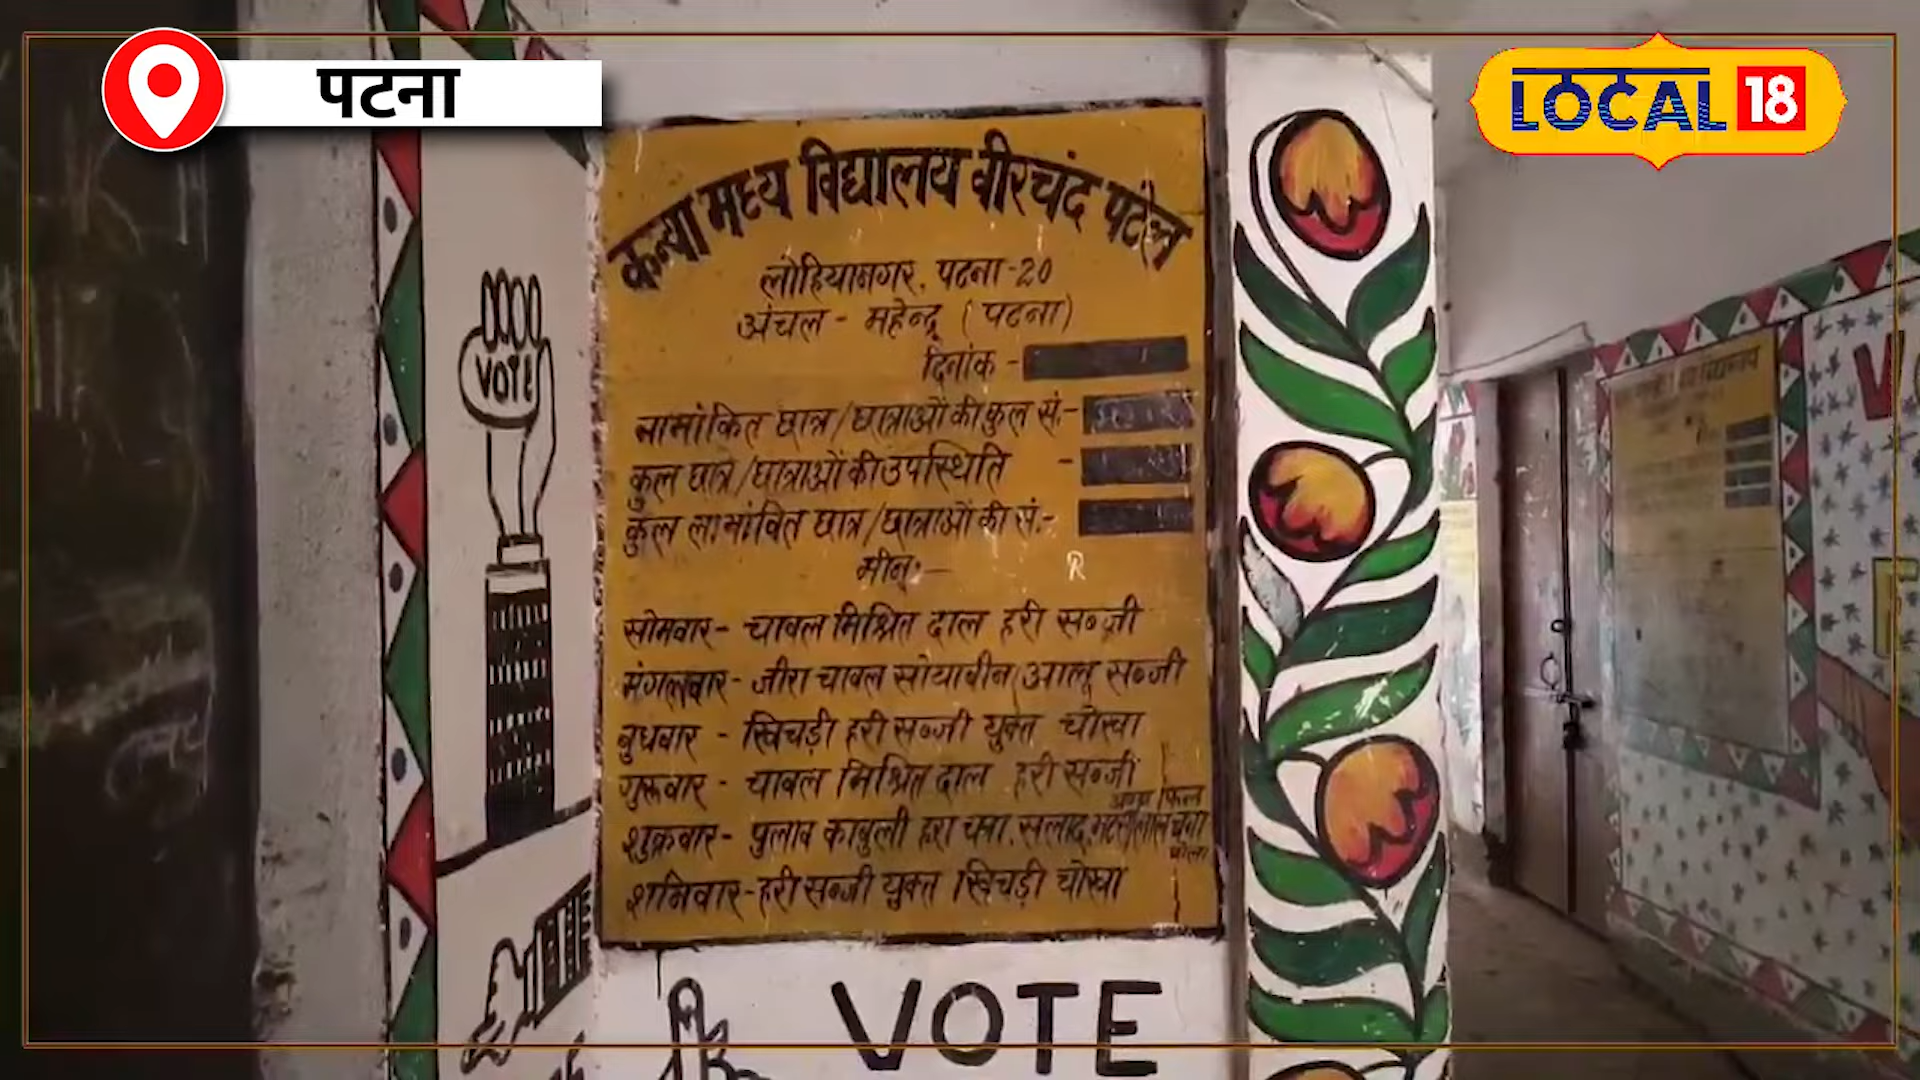 पटना
LOCAL 18
कन्या मध्य विद्यालय वीरचंद पटेल
लोहियानगर. पटना-20
अंचल - महेन्द्रू (पटना)
दिनांक -
नामांकित छात्र/छात्राओं की कुल सं.-
कुल छात्र/छात्राओं की उपस्थिति -
कुल लाभांवित छात्र/छात्राओं की सं.-
मीनू:-
R
सोमवार - चावल मिश्रित दाल हरी सब्जी
मंगलवार - जीरा चावल सोयाबीन/आलू सब्जी
बुधवार - खिचड़ी हरी सब्जी युक्त चोखा
गुरूवार - चावल मिश्रित दाल हरी सब्जी
अण्डा/फल
शुक्रवार - पुलाव काबुली हरा चना. सलाद, लाल चना
छोला
शनिवार - हरी सब्जी युक्त खिचड़ी चोखा
VOTE
VOTE